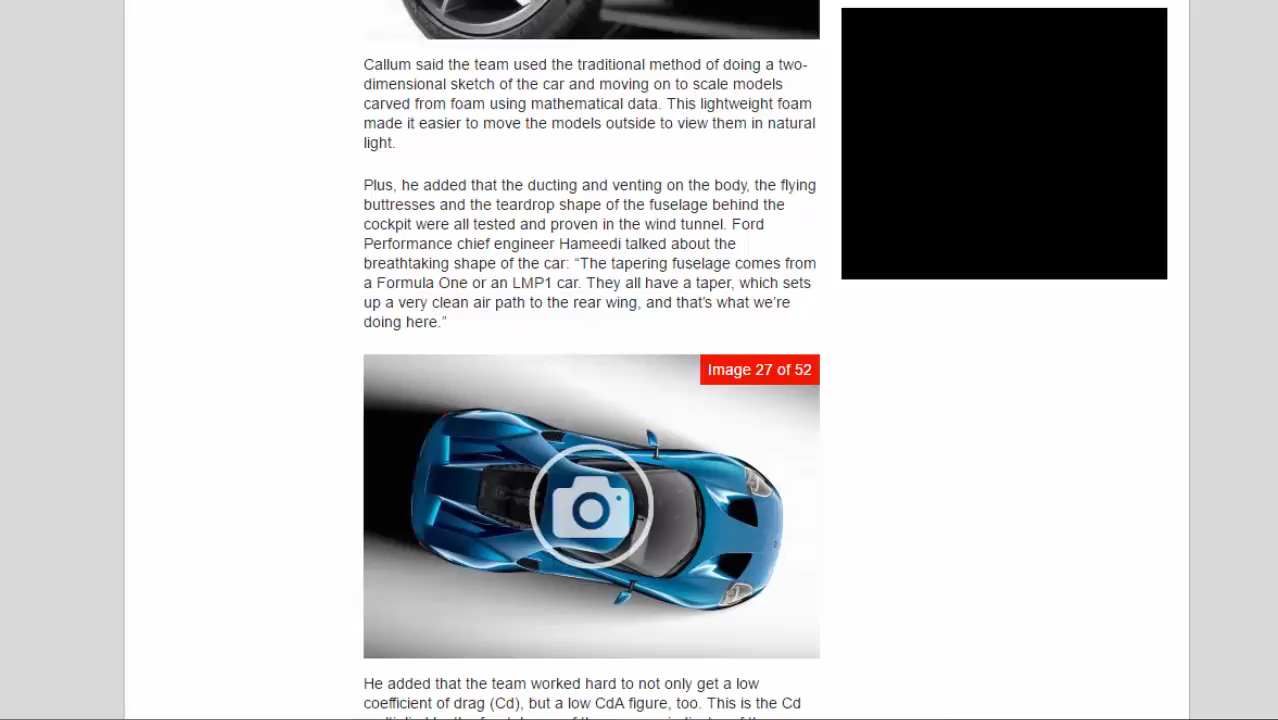 Callum said the team used the traditional method of doing a two-
dimensional sketch of the car and moving on to scale models
carved from foam using mathematical data. This lightweight foam
made it easier to move the models outside to view them in natural
light.
Plus, he added that the ducting and venting on the body, the flying
buttresses and the teardrop shape of the fuselage behind the
cockpit were all tested and proven in the wind tunnel. Ford
Performance chief engineer Hameedi talked about the
breathtaking shape of the car: “The tapering fuselage comes from
a Formula One or an LMP1 car. They all have a taper, which sets
up a very clean air path to the rear wing, and that’s what we’re
doing here.”
Image 27 of 52
He added that the team worked hard to not only get a low
coefficient of drag (Cd), but a low CdA figure, too. This is the Cd